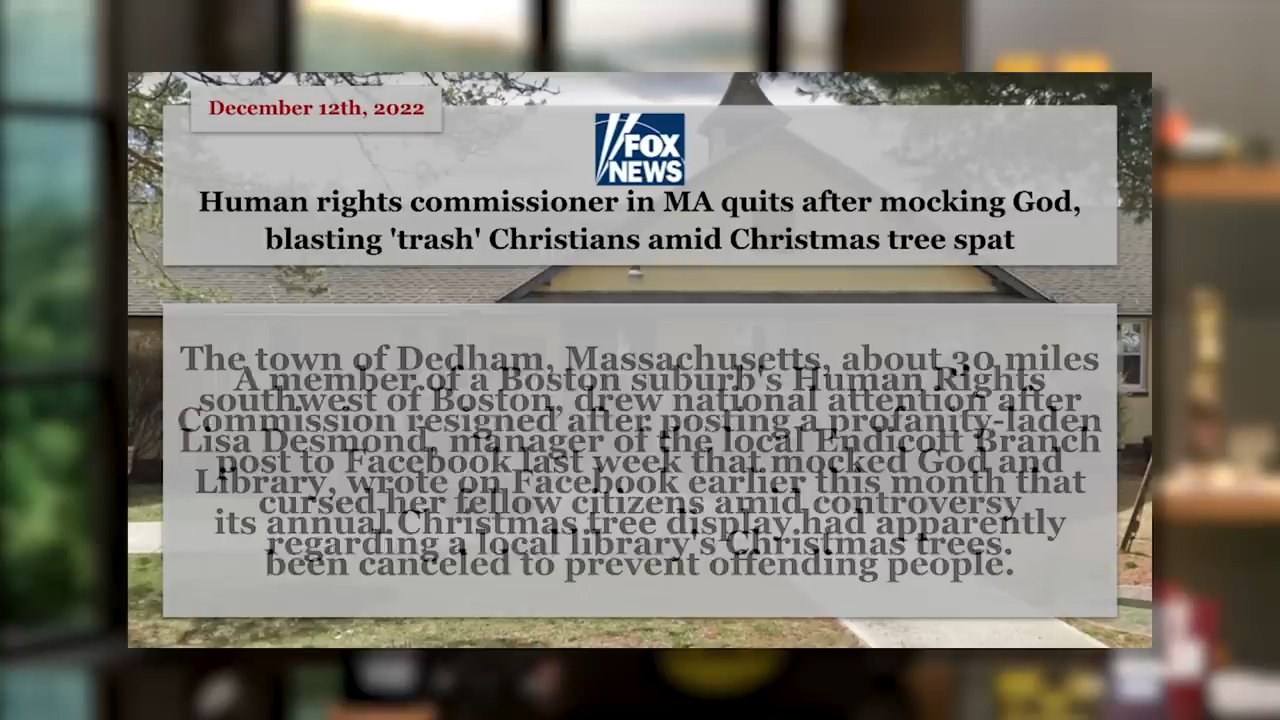 December 12th, 2022
FOX
NEWS
Human rights commissioner in MA quits after mocking God,
blasting 'trash' Christians amid Christmas tree spat
The town of Dedham, Massachusetts, about 30 miles
A member of a Boston suburb's Human Rights
southwest of Boston, drew national attention after
Commission resigned after posting a profanity-laden
Lisa Desmond, manager of the local Endicott Branch
post to Facebook last week that mocked God and
Library, wrote on Facebook earlier this month that
cursed her fellow citizens amid controversy
its annual Christmas tree display had apparently
regarding a local library's Christmas trees.
been canceled to prevent offending people.